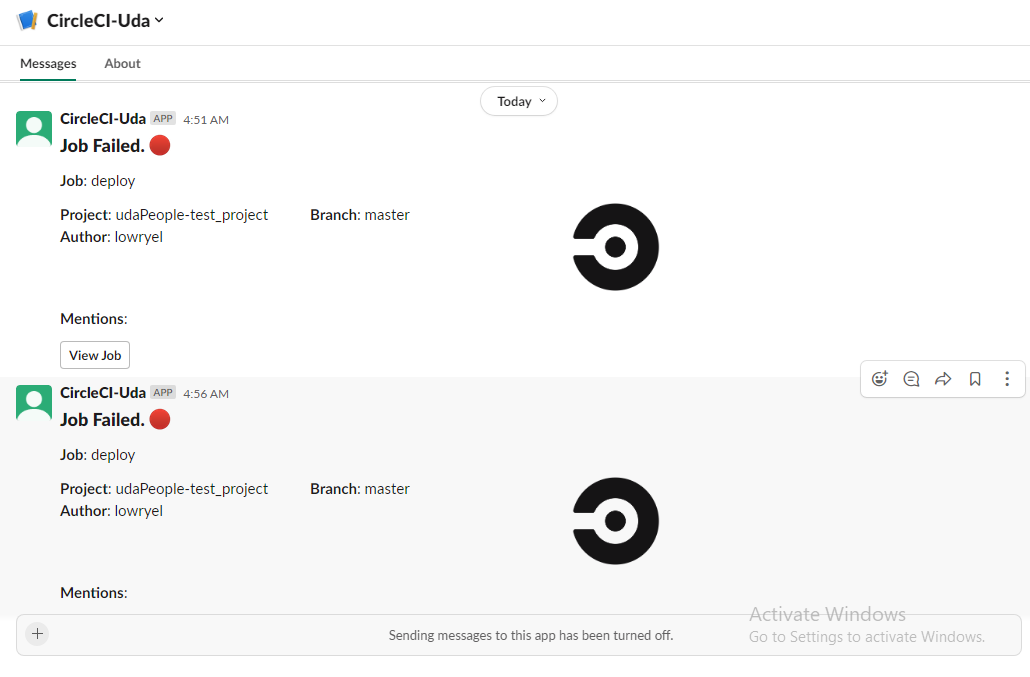 CircleCI-Uda
Messages About
Today
CircleCI-Uda APP 4:51 AM
Job Failed.
Job: deploy
Project: udaPeople-test_project Branch: master
Author: lowryel
Mentions:
View Job
CircleCI-Uda APP 4:56 AM
Job Failed.
Job: deploy
Project: udaPeople-test_project Branch: master
Author: lowryel
Mentions:
Activate Windows
Sending messages to this app has been turned off.
Go to Settings to activate Windows.